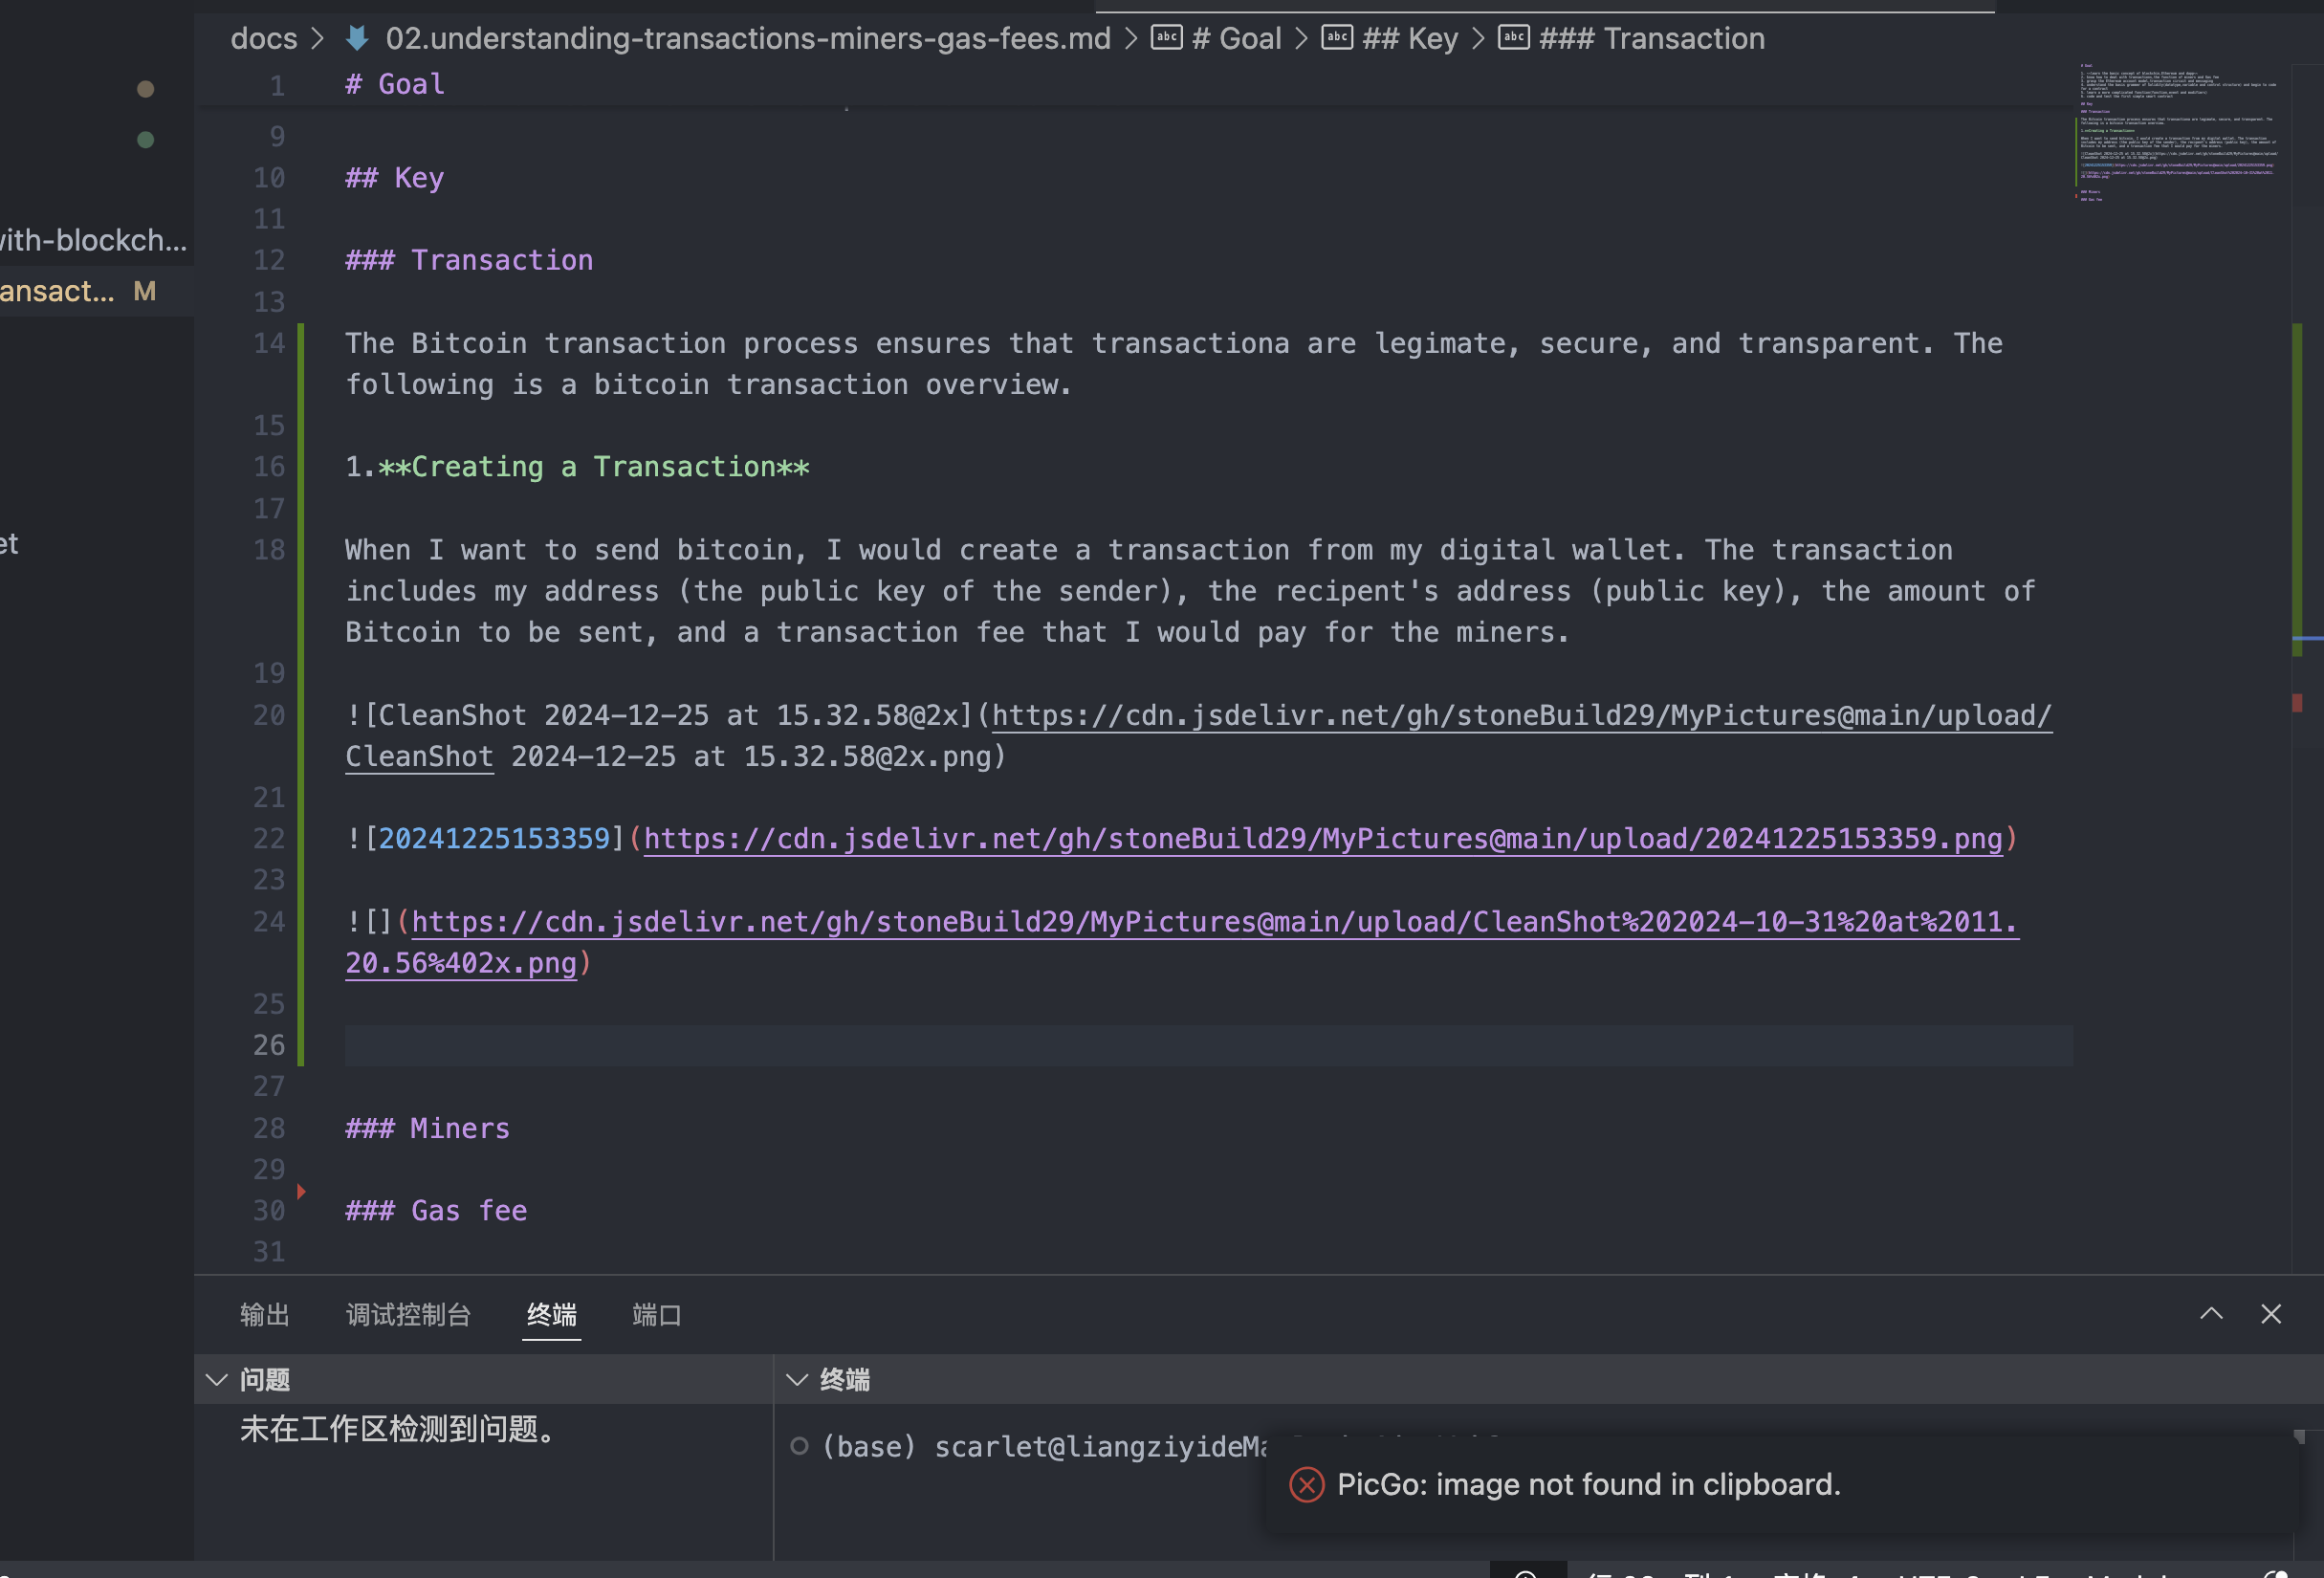 docs > 02.understanding-transactions-miners-gas-fees.md > # Goal > ## Key > ### Transaction
1 # Goal
9
10 ## Key
11
12 ### Transaction
13
14 The Bitcoin transaction process ensures that transactiona are legimate, secure, and transparent. The
following is a bitcoin transaction overview.
15
16 1.**Creating a Transaction**
17
18 When I want to send bitcoin, I would create a transaction from my digital wallet. The transaction
includes my address (the public key of the sender), the recipent's address (public key), the amount of
Bitcoin to be sent, and a transaction fee that I would pay for the miners.
19
20 ![CleanShot 2024-12-25 at 15.32.58@2x](https://cdn.jsdelivr.net/gh/stoneBuild29/MyPictures@main/upload/
CleanShot 2024-12-25 at 15.32.58@2x.png)
21
22 ![20241225153359](https://cdn.jsdelivr.net/gh/stoneBuild29/MyPictures@main/upload/20241225153359.png)
23
24 ![](https://cdn.jsdelivr.net/gh/stoneBuild29/MyPictures@main/upload/CleanShot%202024-10-31%20at%2011.
20.56%402x.png)
25
26
27
28 ### Miners
29
30 ### Gas fee
31
ith-blockch...
ansact... M
et
输出 调试控制台 终端 端口
问题
未在工作区检测到问题。
终端
(base) scarlet@liangziyideMa
PicGo: image not found in clipboard.